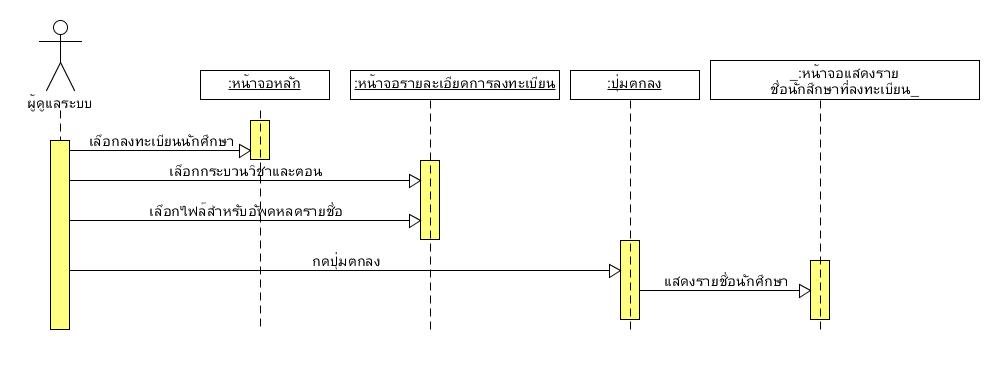 :หน้าจอหลัก
:หน้าจอรายละเอียดการลงทะเบียน
:ปุ่มตกลง
_:หน้าจอแสดงราย
ชื่อนักศึกษาที่ลงทะเบียน_
ผู้ดูแลระบบ
เลือกลงทะเบียนนักศึกษา
เลือกกระบวนวิชาและตอน
เลือกไฟล์สำหรับอัพดหลดรายชื่อ
กดปุ่มตกลง
แสดงรายชื่อนักศึกษา